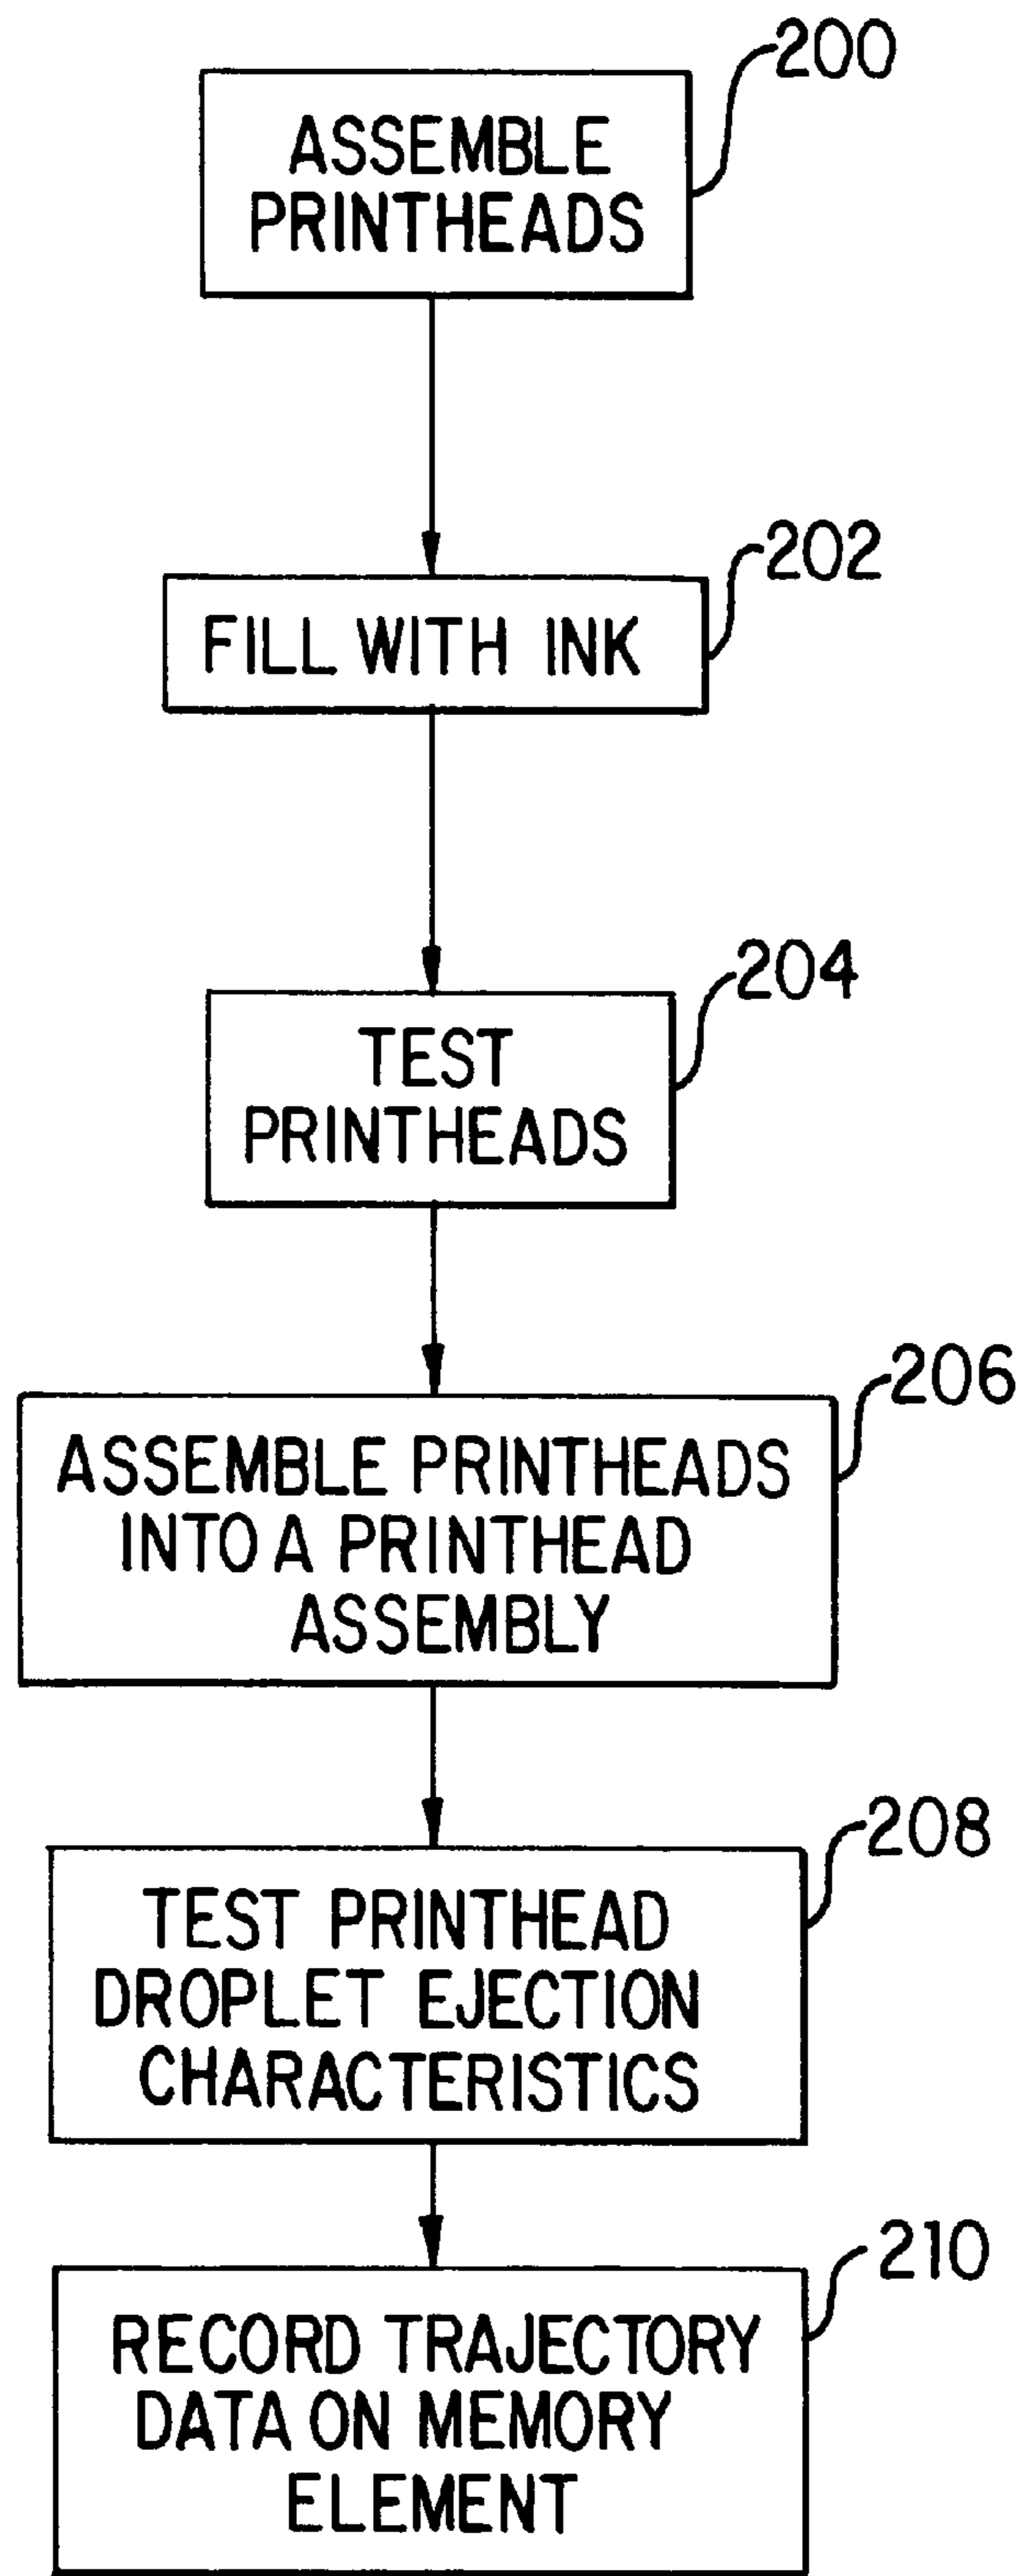 200
ASSEMBLE
PRINTHEADS
202
FILL WITH INK
204
TEST
PRINTHEADS
206
ASSEMBLE PRINTHEADS
INTO A PRINTHEAD
ASSEMBLY
208
TEST PRINTHEAD
DROPLET EJECTION
CHARACTERISTICS
210
RECORD TRAJECTORY
DATA ON MEMORY
ELEMENT